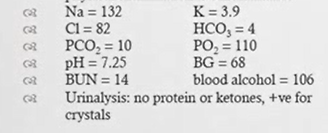 Na = 132 K = 3.9
Cl = 82 HCO₃ = 4
PCO₂ = 10 PO₂ = 110
pH = 7.25 BG = 68
BUN = 14 blood alcohol = 106
Urinalysis: no protein or ketones, +ve for
crystals